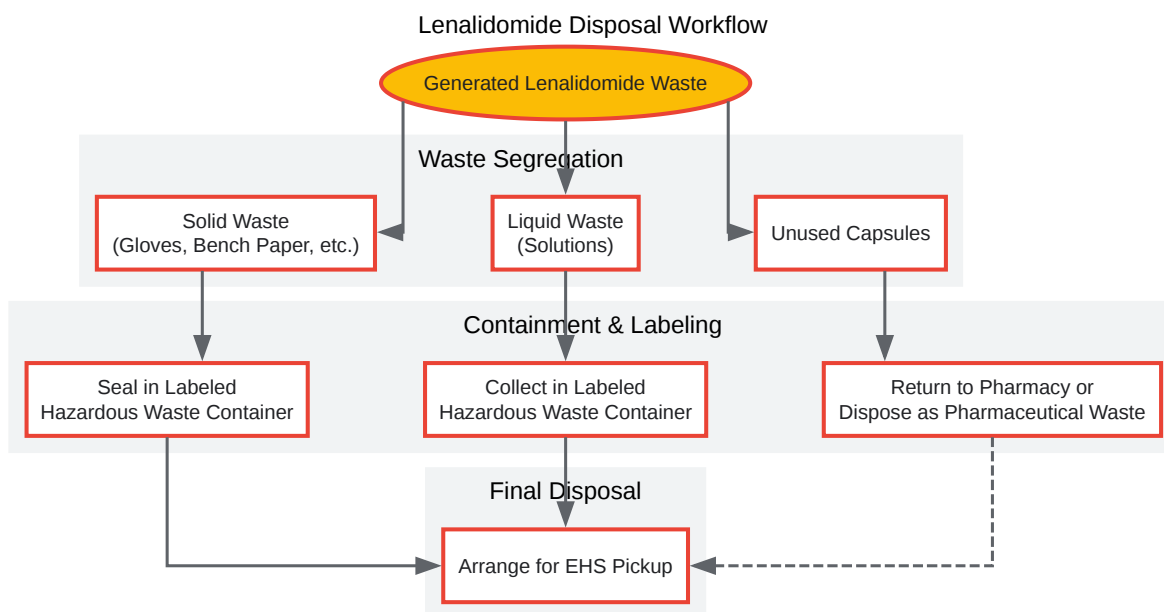 Lenalidomide Disposal Workflow
Generated Lenalidomide Waste
Waste Segregation
Solid Waste
(Gloves, Bench Paper, etc.)
Liquid Waste
(Solutions)
Unused Capsules
Containment & Labeling
Seal in Labeled
Hazardous Waste Container
Collect in Labeled
Hazardous Waste Container
Return to Pharmacy or
Dispose as Pharmaceutical Waste
Final Disposal
Arrange for EHS Pickup